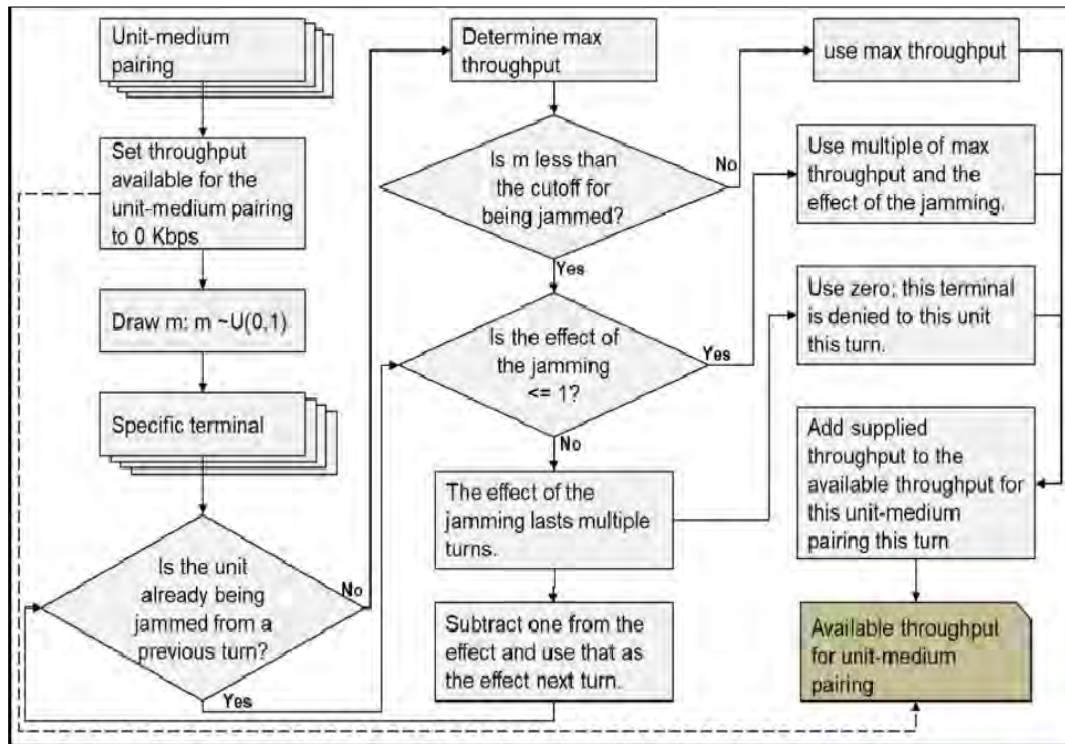 Unit-medium
pairing
Set throughput
available for the
unit-medium pairing
to 0 Kbps
Draw m: m ~U(0,1)
Specific terminal
Is the unit
already being
jammed from a
previous turn?
No
Yes
Determine max
throughput
Is m less than
the cutoff for
being jammed?
No
Yes
Is the effect of
the jamming
<= 1?
Yes
No
The effect of the
jamming lasts multiple
turns.
Subtract one from the
effect and use that as
the effect next turn.
use max throughput
Use multiple of max
throughput and the
effect of the jamming.
Use zero; this terminal
is denied to this unit
this turn.
Add supplied
throughput to the
available throughput for
this unit-medium
pairing this turn
Available throughput
for unit-medium
pairing